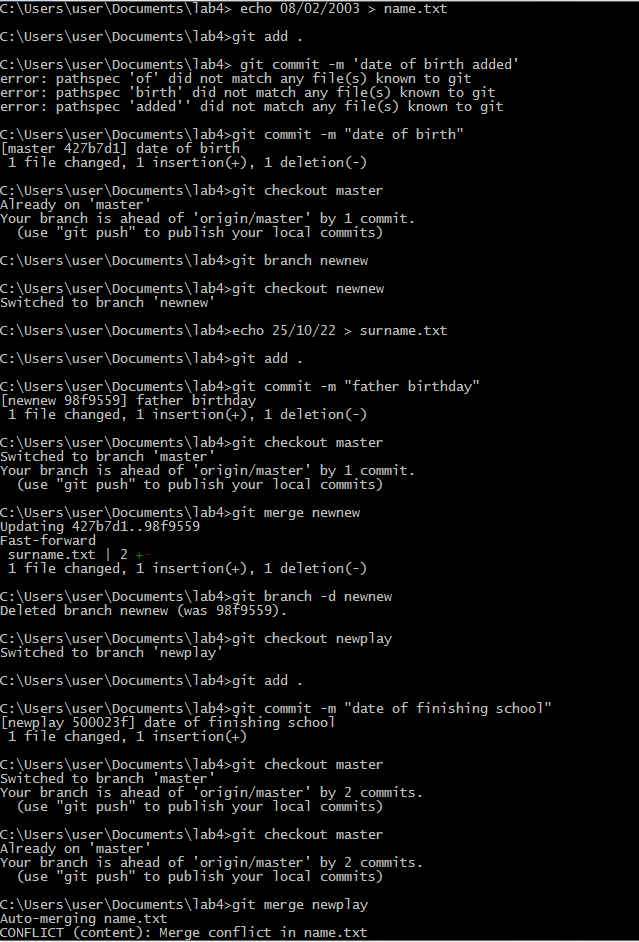 C:\Users\user\Documents\lab4> echo 08/02/2003 > name.txt
C:\Users\user\Documents\lab4>git add .
C:\Users\user\Documents\lab4> git commit -m 'date of birth added'
error: pathspec 'of' did not match any file(s) known to git
error: pathspec 'birth' did not match any file(s) known to git
error: pathspec 'added'' did not match any file(s) known to git
C:\Users\user\Documents\lab4>git commit -m "date of birth"
[master 427b7d1] date of birth
1 file changed, 1 insertion(+), 1 deletion(-)
C:\Users\user\Documents\lab4>git checkout master
Already on 'master'
Your branch is ahead of 'origin/master' by 1 commit.
(use "git push" to publish your local commits)
C:\Users\user\Documents\lab4>git branch newnew
C:\Users\user\Documents\lab4>git checkout newnew
Switched to branch 'newnew'
C:\Users\user\Documents\lab4>echo 25/10/22 > surname.txt
C:\Users\user\Documents\lab4>git add .
C:\Users\user\Documents\lab4>git commit -m "father birthday"
[newnew 98f9559] father birthday
1 file changed, 1 insertion(+), 1 deletion(-)
C:\Users\user\Documents\lab4>git checkout master
Switched to branch 'master'
Your branch is ahead of 'origin/master' by 1 commit.
(use "git push" to publish your local commits)
C:\Users\user\Documents\lab4>git merge newnew
Updating 427b7d1..98f9559
Fast-forward
surname.txt | 2 +-
1 file changed, 1 insertion(+), 1 deletion(-)
C:\Users\user\Documents\lab4>git branch -d newnew
Deleted branch newnew (was 98f9559).
C:\Users\user\Documents\lab4>git checkout newplay
Switched to branch 'newplay'
C:\Users\user\Documents\lab4>git add .
C:\Users\user\Documents\lab4>git commit -m "date of finishing school"
[newplay 500023f] date of finishing school
1 file changed, 1 insertion(+)
C:\Users\user\Documents\lab4>git checkout master
Switched to branch 'master'
Your branch is ahead of 'origin/master' by 2 commits.
(use "git push" to publish your local commits)
C:\Users\user\Documents\lab4>git checkout master
Already on 'master'
Your branch is ahead of 'origin/master' by 2 commits.
(use "git push" to publish your local commits)
C:\Users\user\Documents\lab4>git merge newplay
Auto-merging name.txt
CONFLICT (content): Merge conflict in name.txt